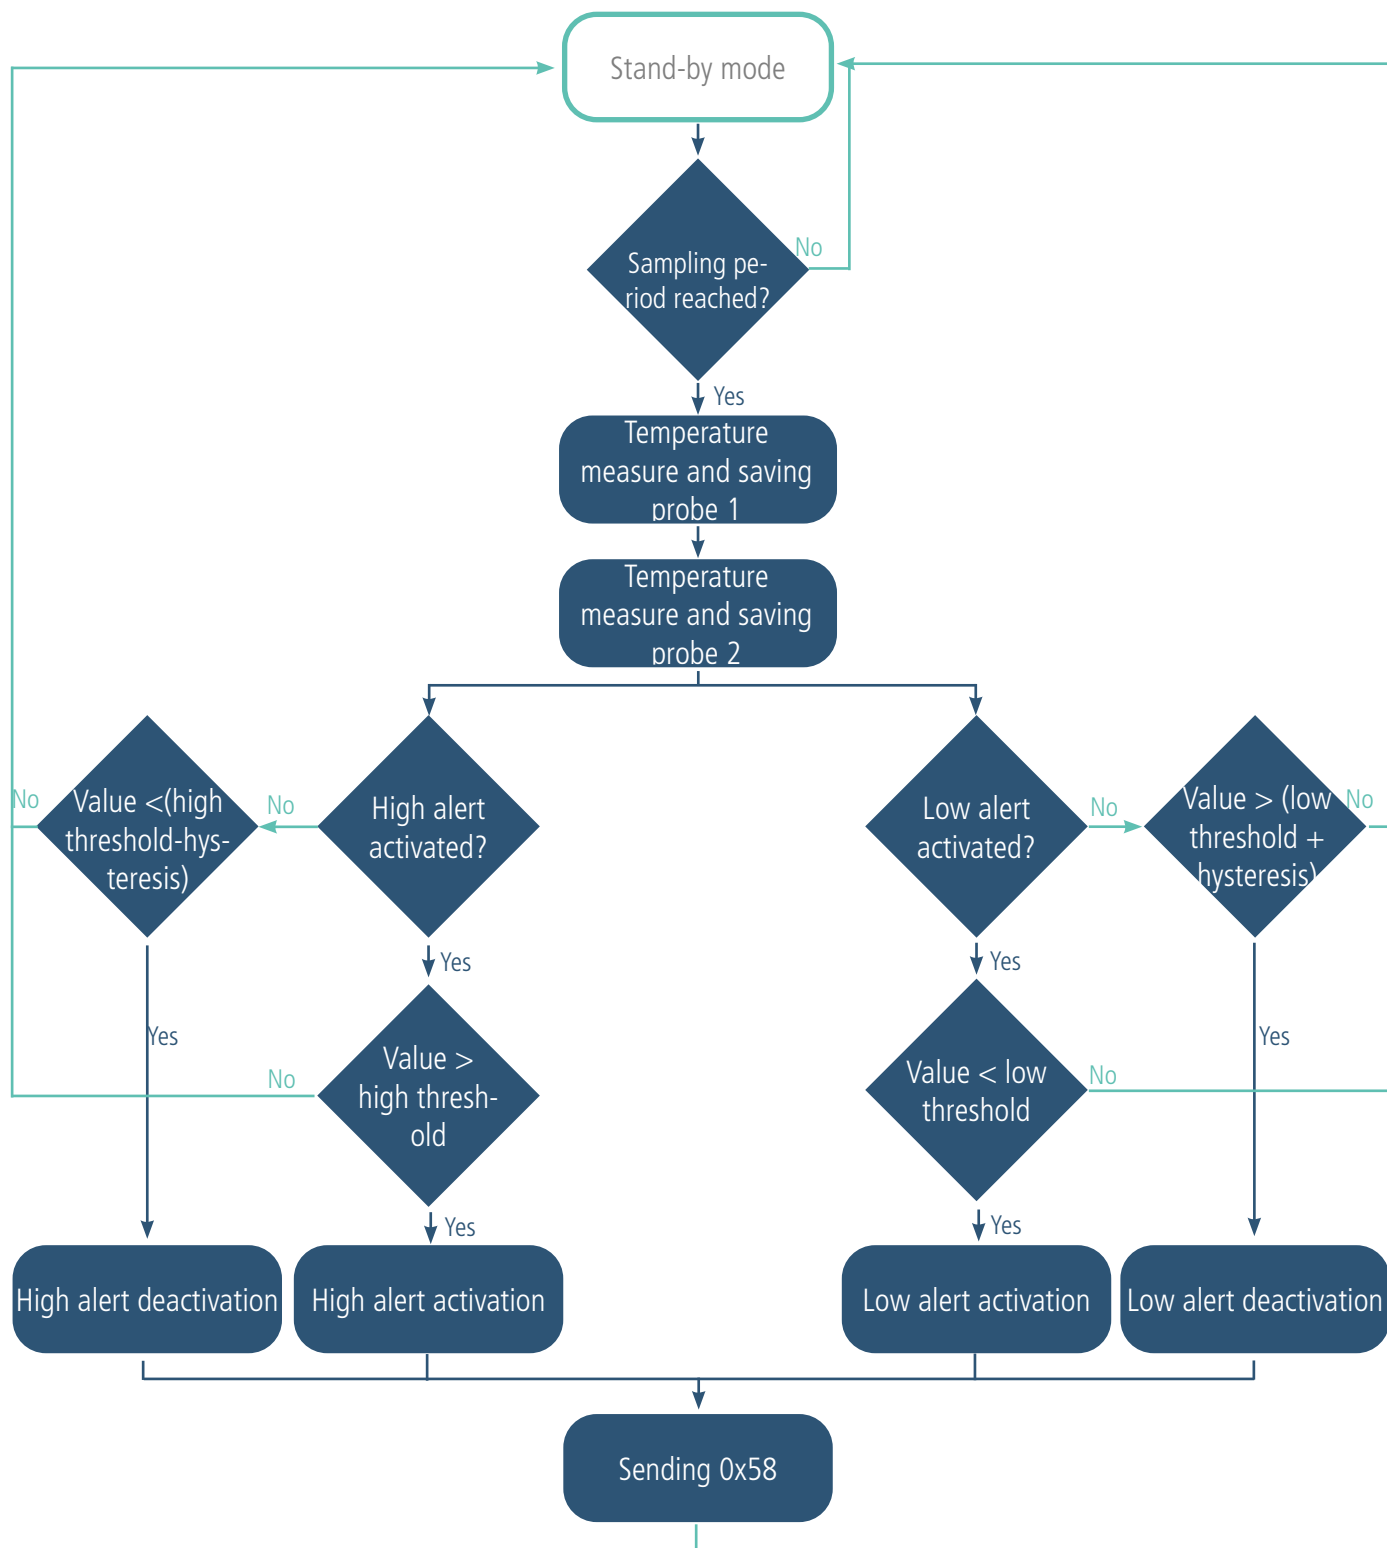 Stand-by mode
No
Sampling pe-
riod reached?
Yes
Temperature
measure and saving
probe 1
Temperature
measure and saving
probe 2
No
Value <(high
threshold-hys-
teresis)
No
High alert
activated?
Low alert
activated?
No
Value > (low
threshold +
hysteresis)
No
Yes
Yes
Yes
Yes
No
Value >
high thresh-
old
Value < low
threshold
No
Yes
Yes
High alert deactivation
High alert activation
Low alert activation
Low alert deactivation
Sending 0x58